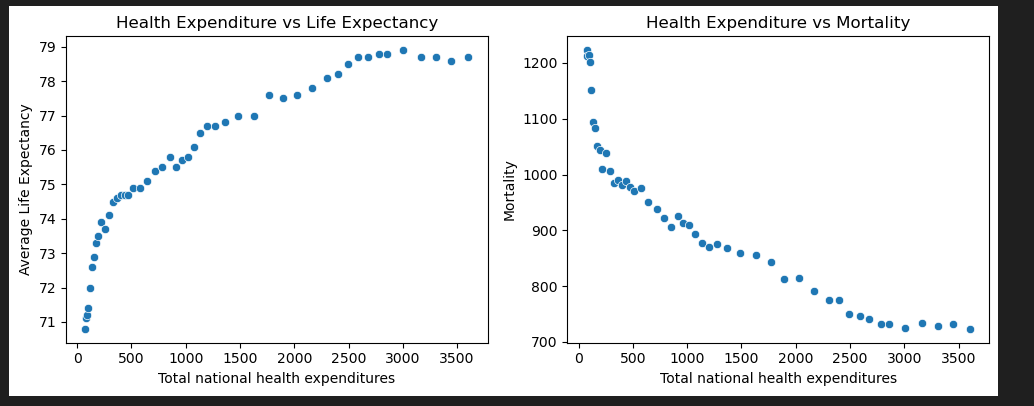 Health Expenditure vs Life Expectancy
79
78
77
76
75
74
73
72
71
Average Life Expectancy
0 500 1000 1500 2000 2500 3000 3500
Total national health expenditures
Health Expenditure vs Mortality
1200
1100
1000
900
800
700
Mortality
0 500 1000 1500 2000 2500 3000 3500
Total national health expenditures